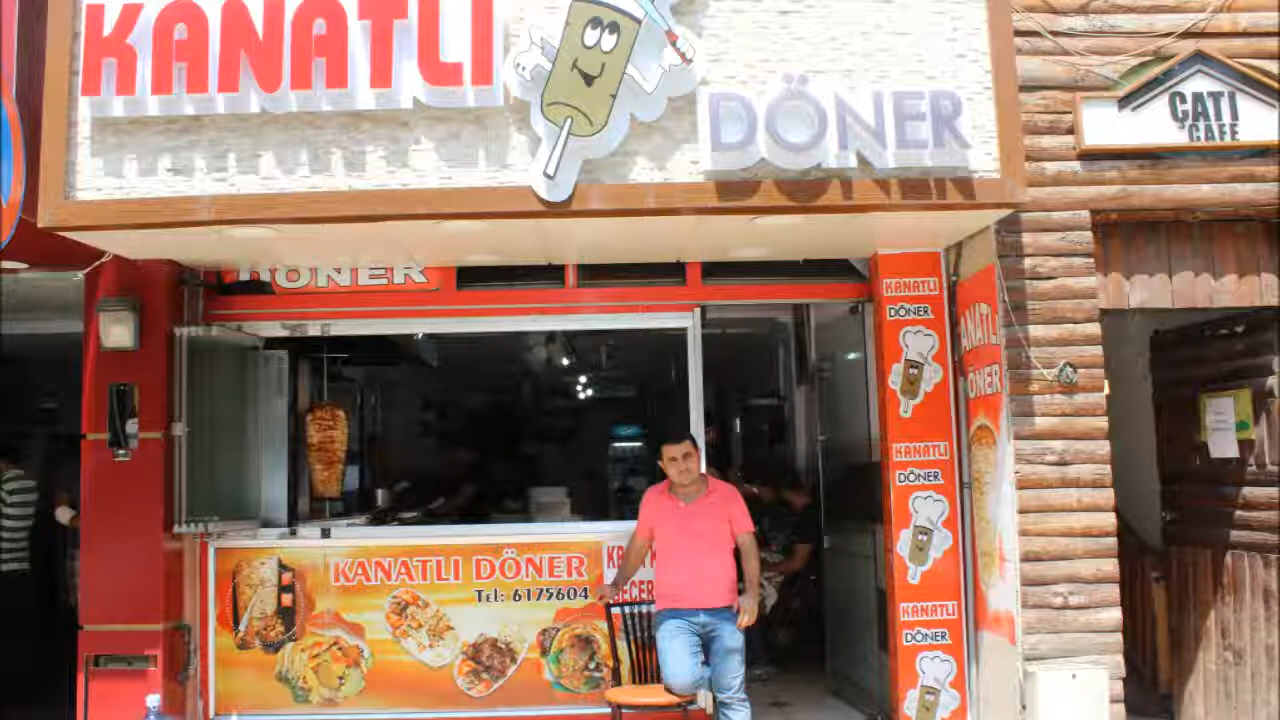 KANATLI
DÖNER
ÇATI
CAFE
DÖNER
KANATLI
DÖNER
KANATLI
DÖNER
KANATLI DÖNER
Tel: 6175604
KANATLI
DÖNER
KANATLI
DÖNER